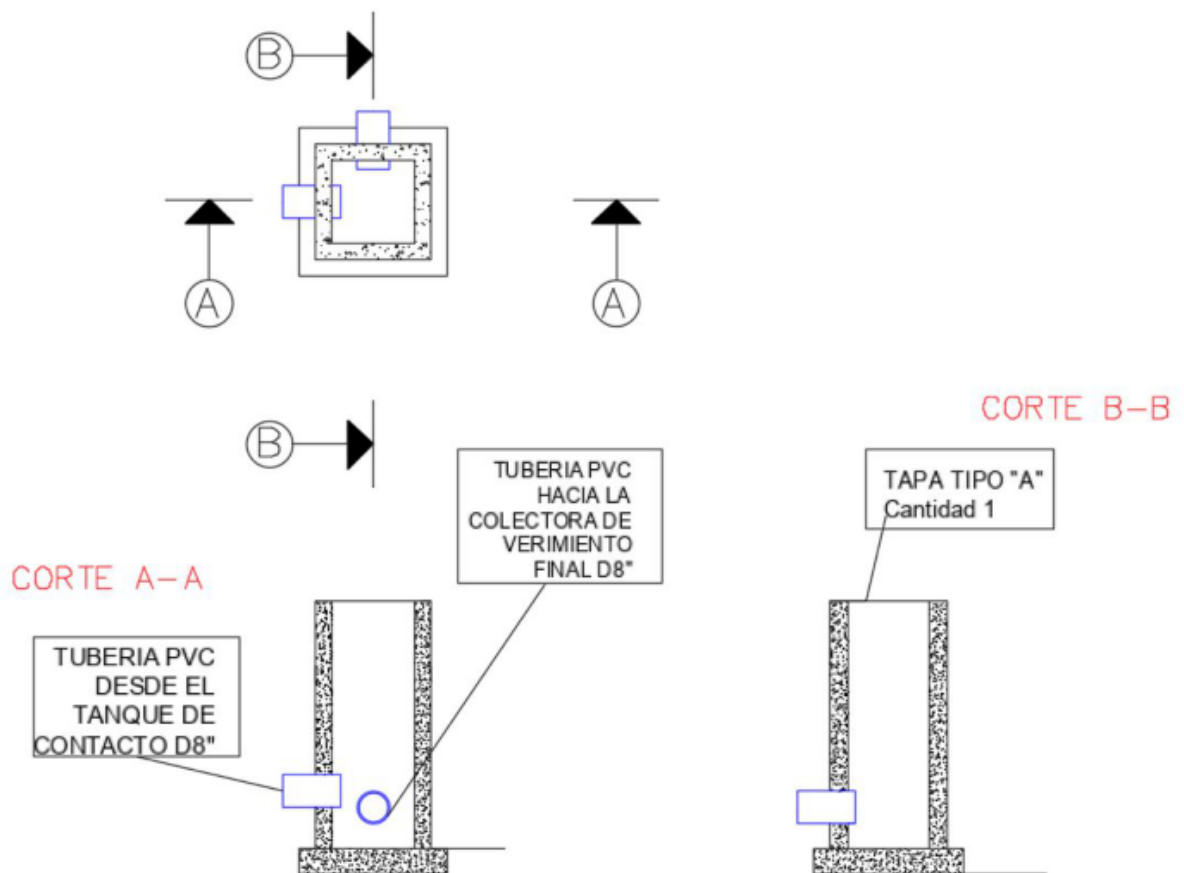 B
A
A
B
CORTE B-B
TUBERIA PVC
HACIA LA
COLECTORA DE
VERIMIENTO
FINAL D8"
TAPA TIPO "A"
Cantidad 1
CORTE A-A
TUBERIA PVC
DESDE EL
TANQUE DE
CONTACTO D8"